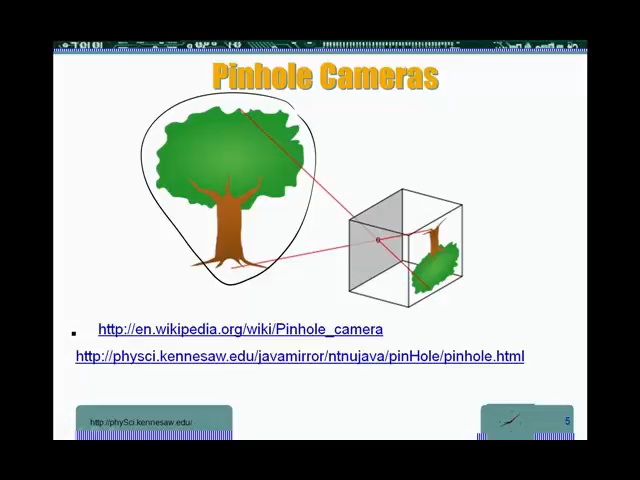 Pinhole Cameras
http://en.wikipedia.org/wiki/Pinhole_camera
http://physci.kennesaw.edu/javamirror/ntnujava/pinHole/pinhole.html
http://phySci.kennesaw.edu/
5